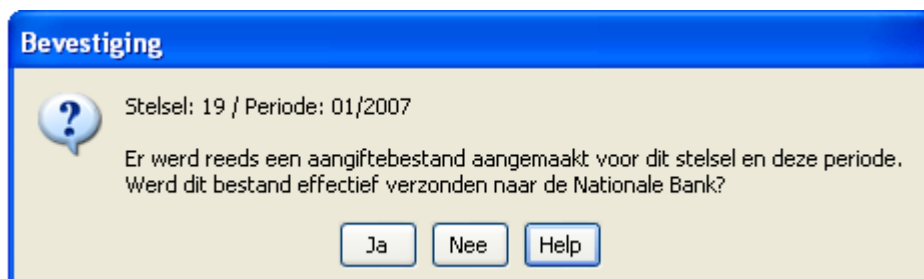 Bevestiging
?
Stelsel: 19 / Periode: 01/2007
Er werd reeds een aangiftebestand aangemaakt voor dit stelsel en deze periode.
Werd dit bestand effectief verzonden naar de Nationale Bank?
Ja Nee Help